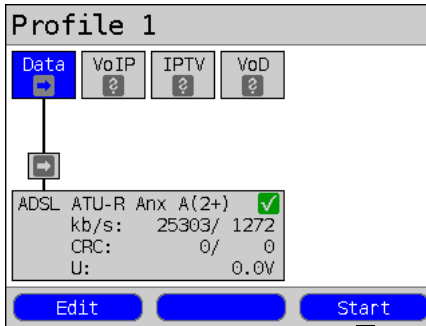 Profile 1
Data VoIP IPTV VoD
? ? ?
ADSL ATU-R Anx A(2+)
kb/s: 25303/ 1272
CRC: 0/ 0
U: 0.0V
Edit Start